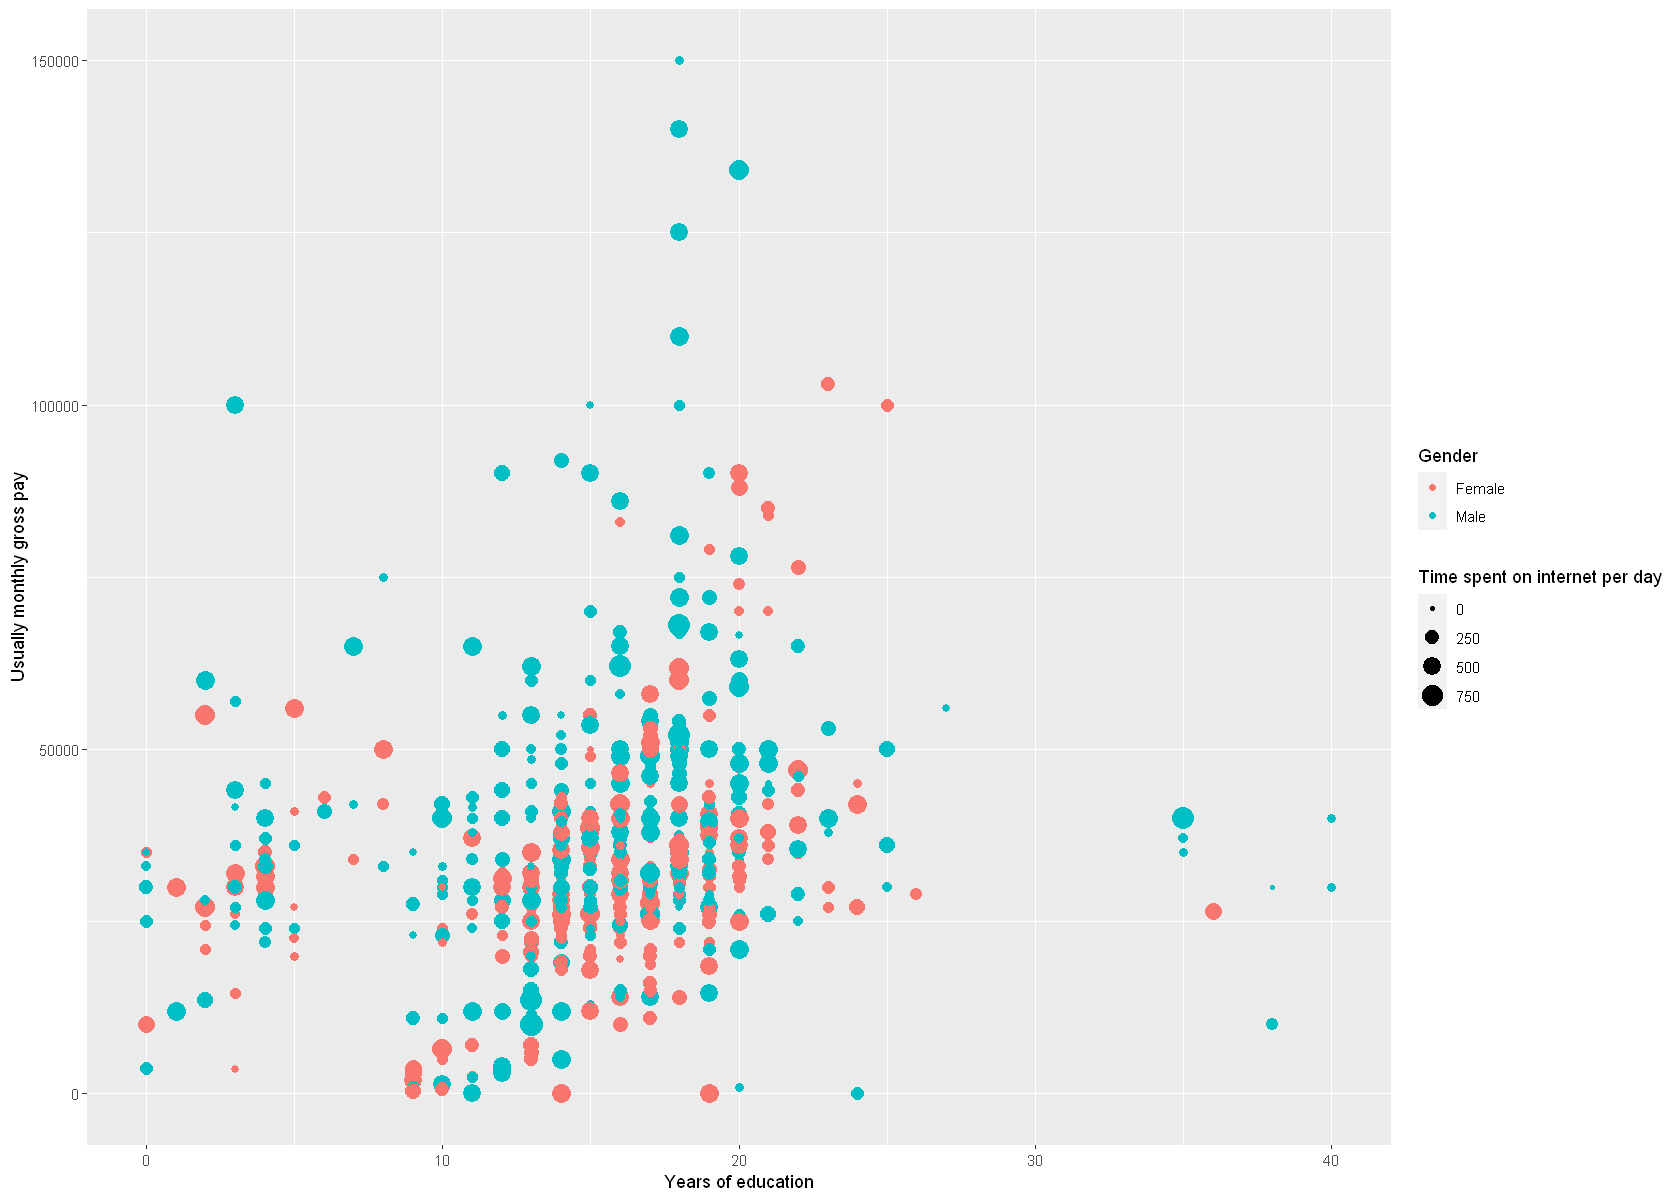 150000
100000
50000
0
Usually monthly gross pay
0
10
20
30
40
Years of education
Gender
Female
Male
Time spent on internet per day
0
250
500
750